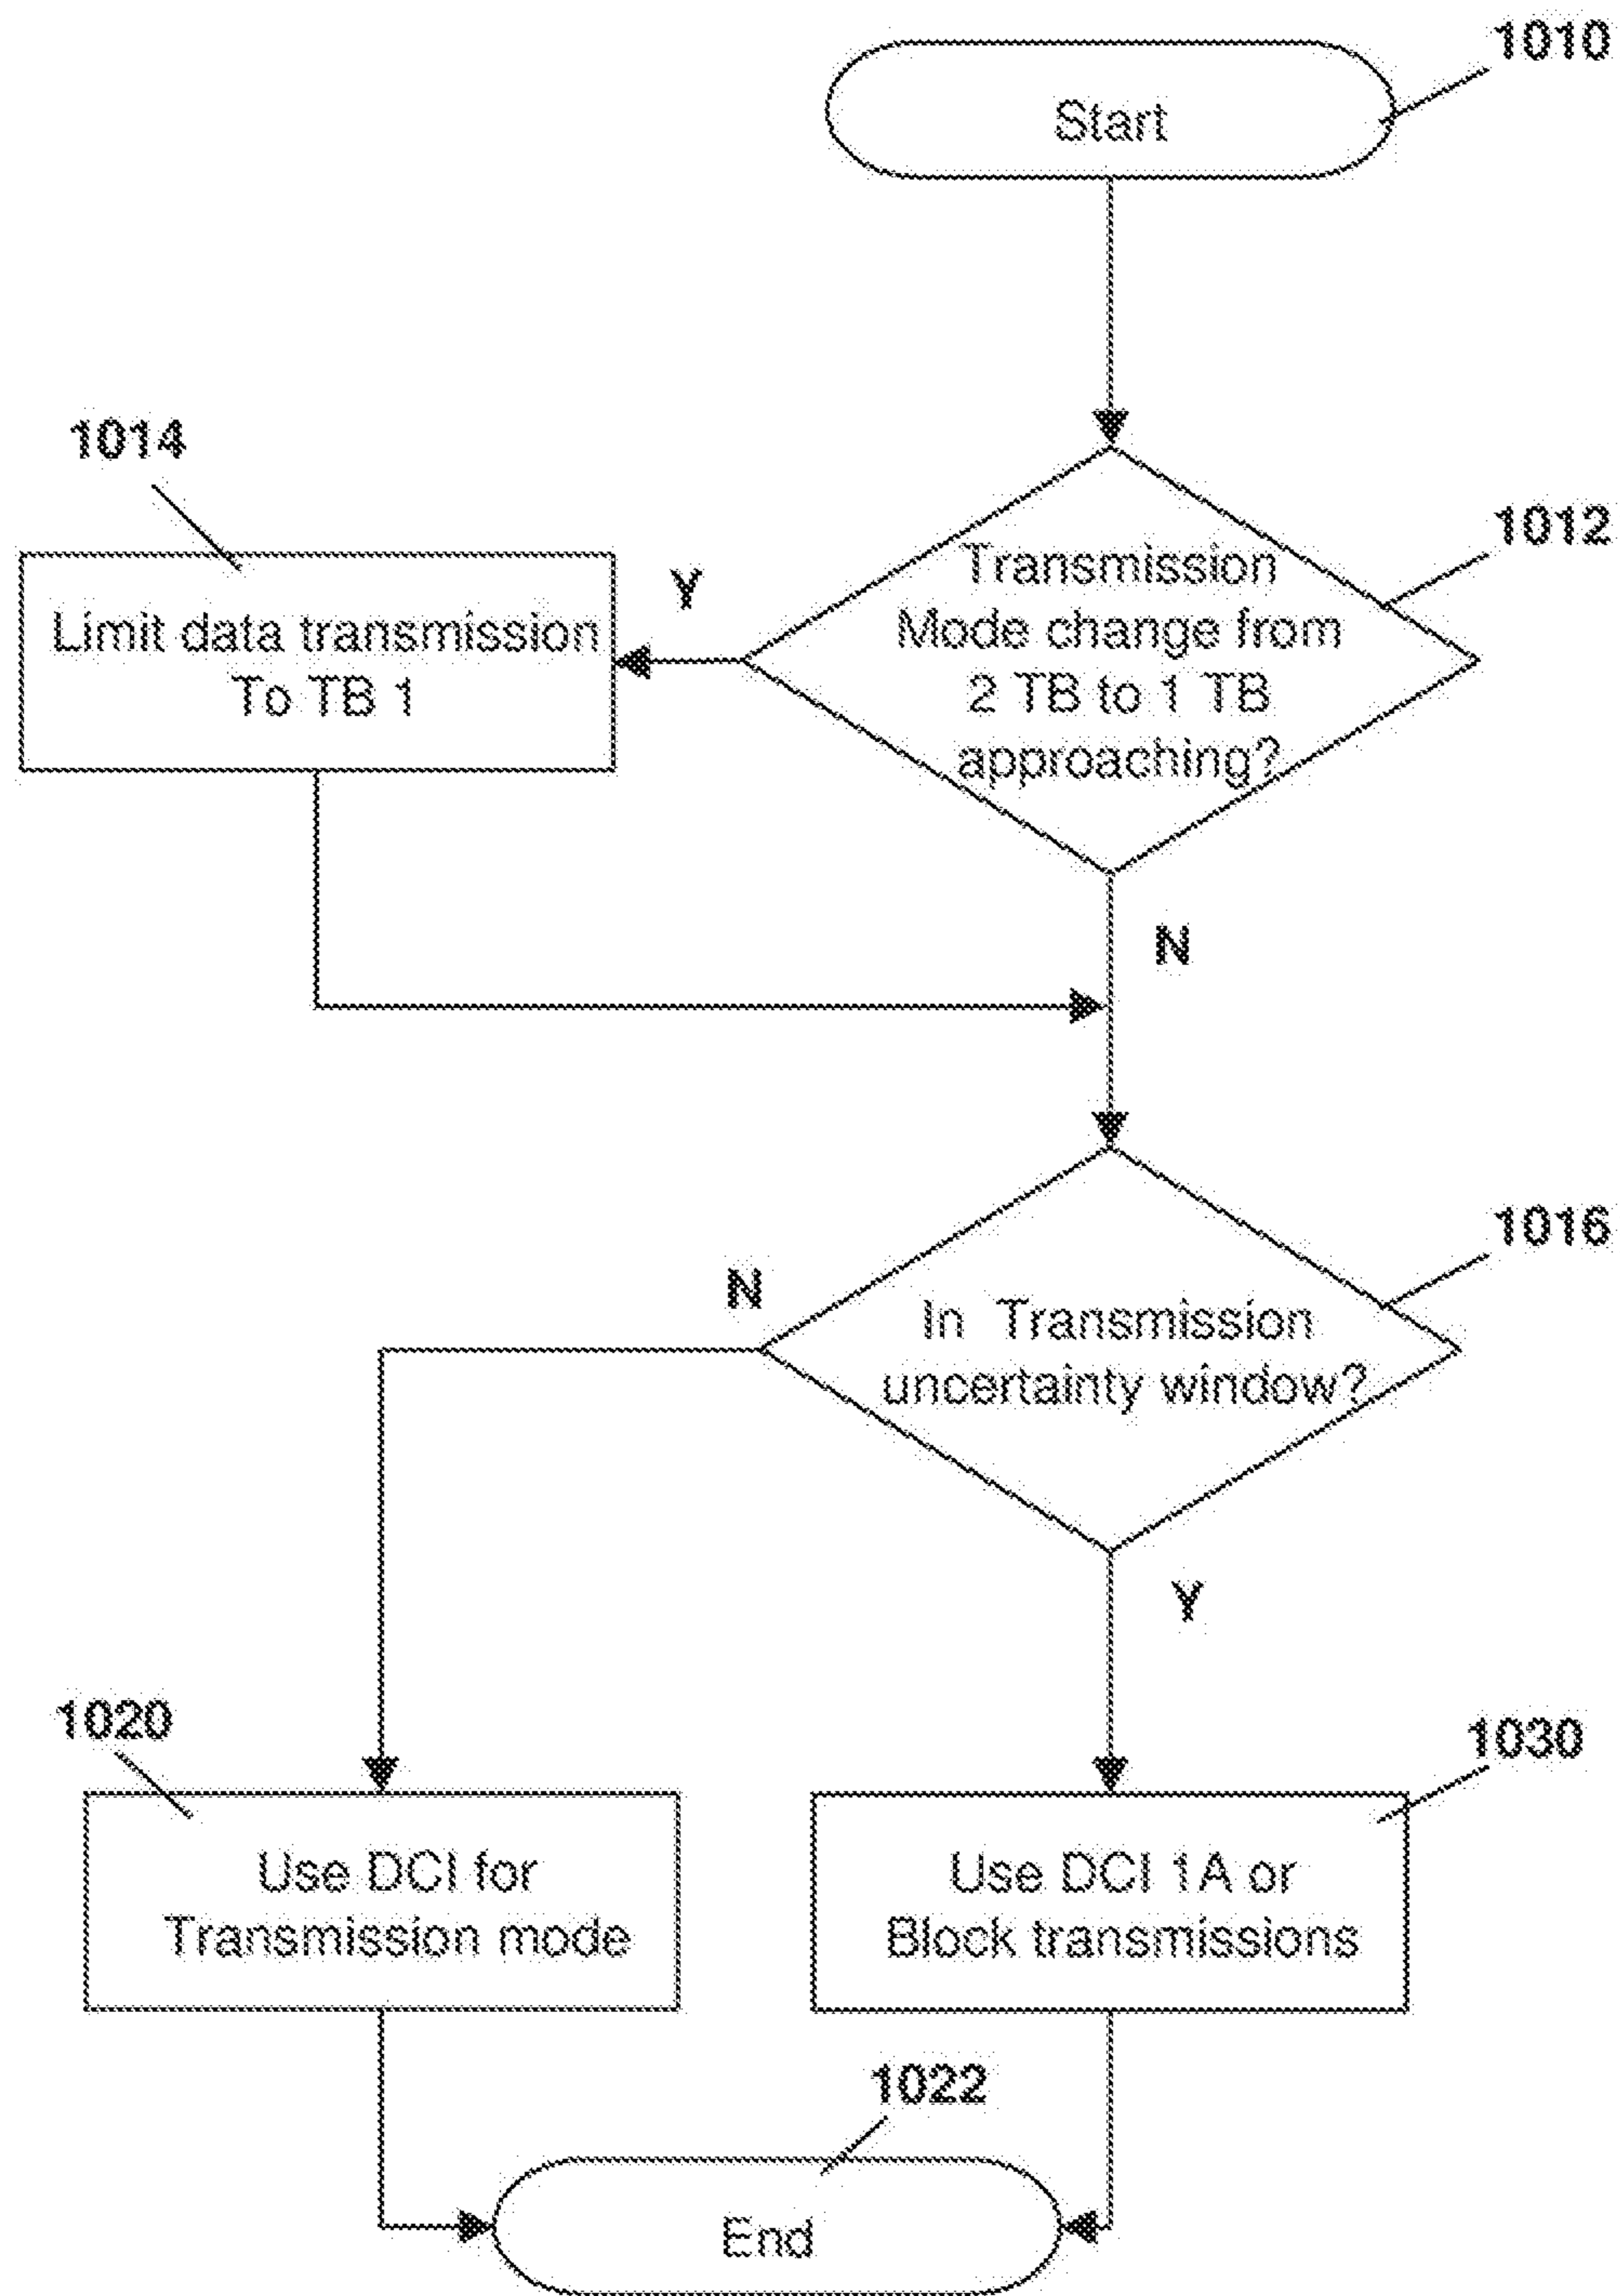 1010
Start
1014
1012
Transmission
Mode change from
2 TB to 1 TB
approaching?
Y
Limit data transmission
To TB 1
N
1016
N
In Transmission
uncertainty window?
Y
1020
1030
Use DCI for
Transmission mode
Use DCI 1A or
Block transmissions
1022
End